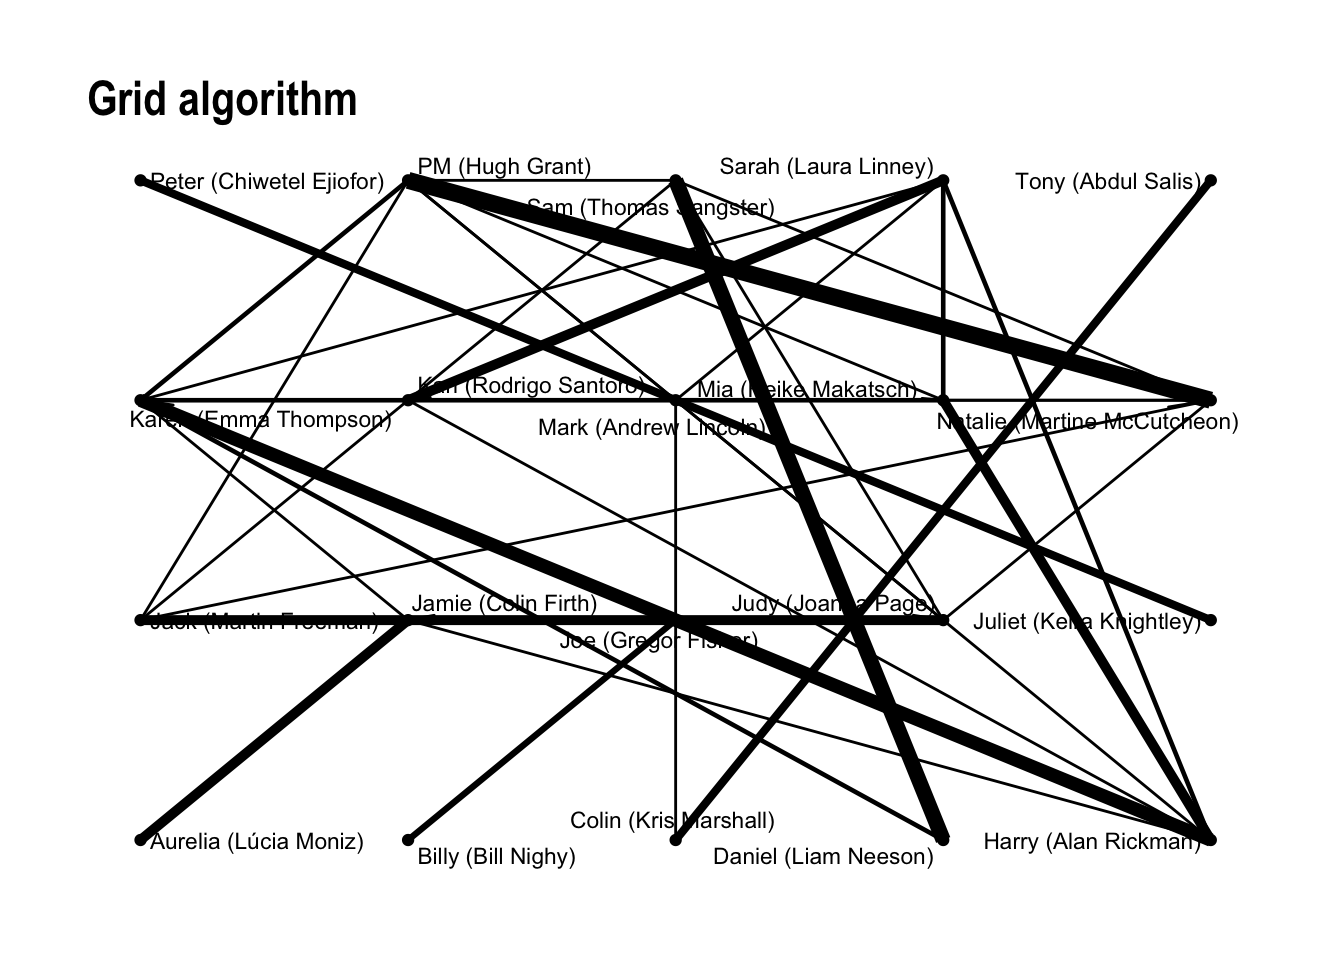 Grid algorithm
PM (Hugh Grant)
Sarah (Laura Linney)
Peter (Chiwetel Ejiofor)
Tony (Abdul Salis)
Sam (Thomas Sangster)
Karl (Rodrigo Santoro)
Mia (Heike Makatsch)
Karen (Emma Thompson)
Natalie (Martine McCutcheon)
Mark (Andrew Lincoln)
Jamie (Colin Firth)
Judy (Joanna Page)
Jack (Martin Freeman)
Juliet (Keira Knightley)
Joe (Gregor Fisher)
Colin (Kris Marshall)
Aurelia (Lúcia Moniz)
Harry (Alan Rickman)
Billy (Bill Nighy)
Daniel (Liam Neeson)